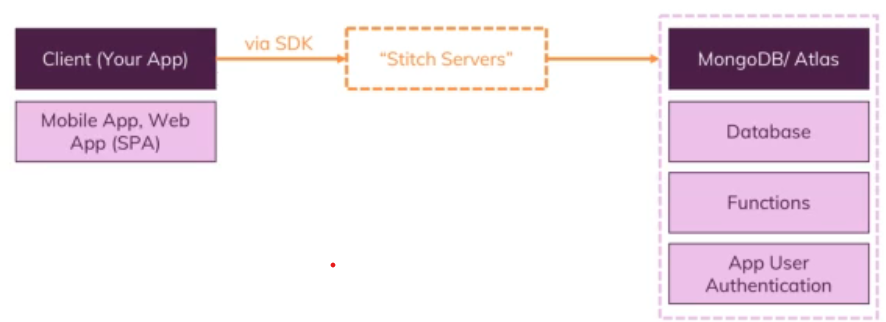 Client (Your App)
via SDK
“Stitch Servers”
MongoDB/ Atlas
Mobile App, Web
App (SPA)
Database
Functions
App User
Authentication